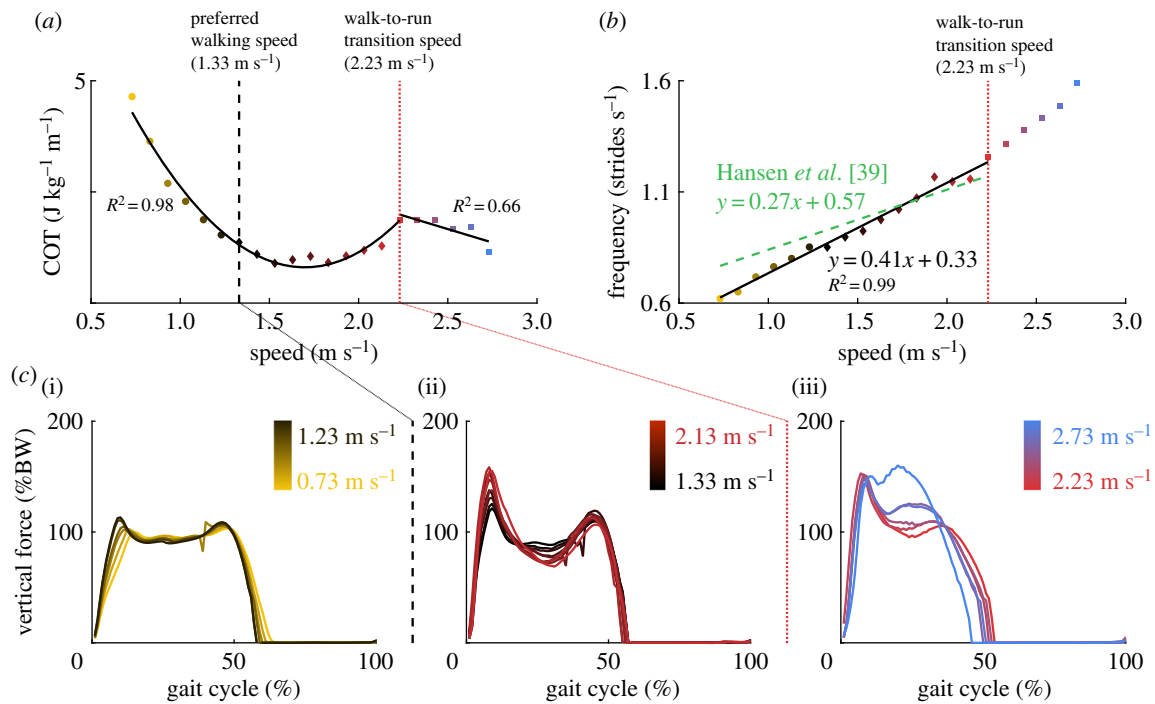 (a)
preferred
walking speed
(1.33 m s⁻¹)
walk-to-run
transition speed
(2.23 m s⁻¹)
5
COT (J kg⁻¹ m⁻¹)
R² = 0.98
R² = 0.66
0.5 1.0 1.5 2.0 2.5 3.0
speed (m s⁻¹)
(b)
walk-to-run
transition speed
(2.23 m s⁻¹)
1.6
1.1
0.6
frequency (strides s⁻¹)
Hansen et al. [39]
y = 0.27x + 0.57
y = 0.41x + 0.33
R² = 0.99
0.5 1.0 1.5 2.0 2.5 3.0
speed (m s⁻¹)
(c)
(i)
200
100
0
vertical force (%BW)
1.23 m s⁻¹
0.73 m s⁻¹
50 100
gait cycle (%)
(ii)
200
100
0
2.13 m s⁻¹
1.33 m s⁻¹
50 100
gait cycle (%)
(iii)
200
100
0
2.73 m s⁻¹
2.23 m s⁻¹
50 100
gait cycle (%)